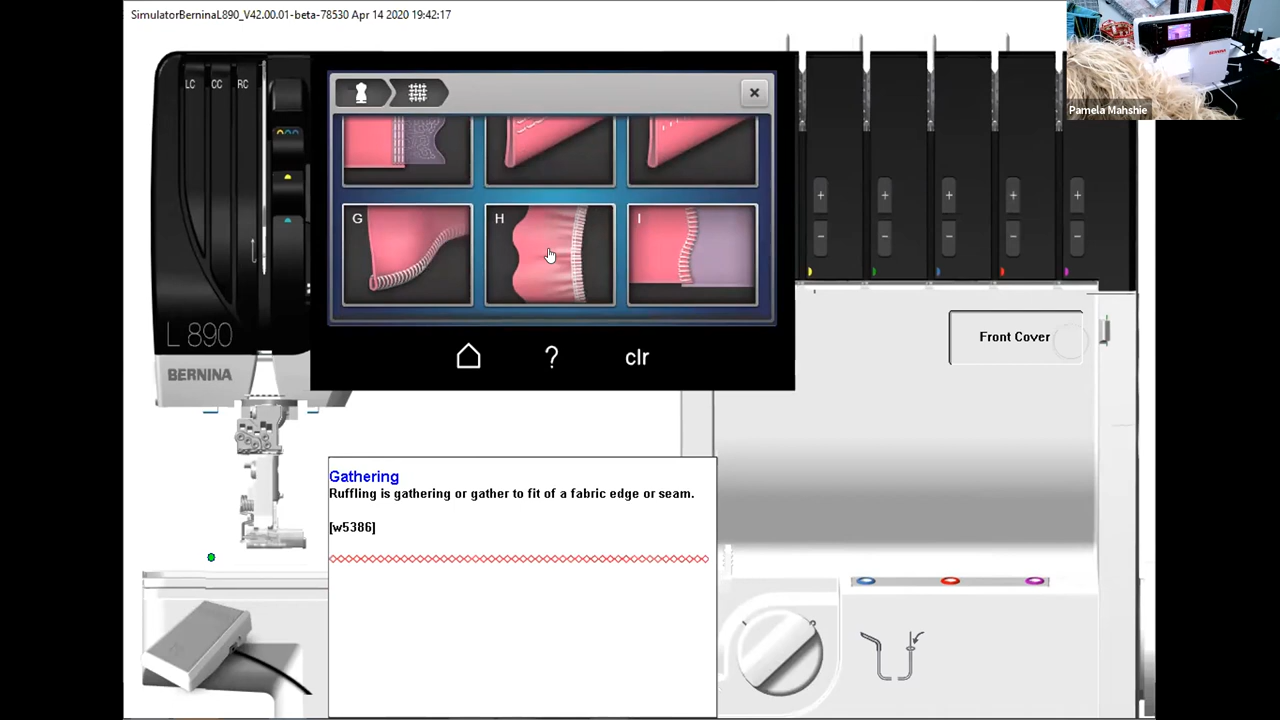 SimulatorBerninaL890_V42.00.01-beta-78530 Apr 14 2020 19:42:17
Pamela Mahshie
LC CC RC
G
H
I
?
clr
L 890
BERNINA
Front Cover
Gathering
Ruffling is gathering or gather to fit of a fabric edge or seam.
[w5386]